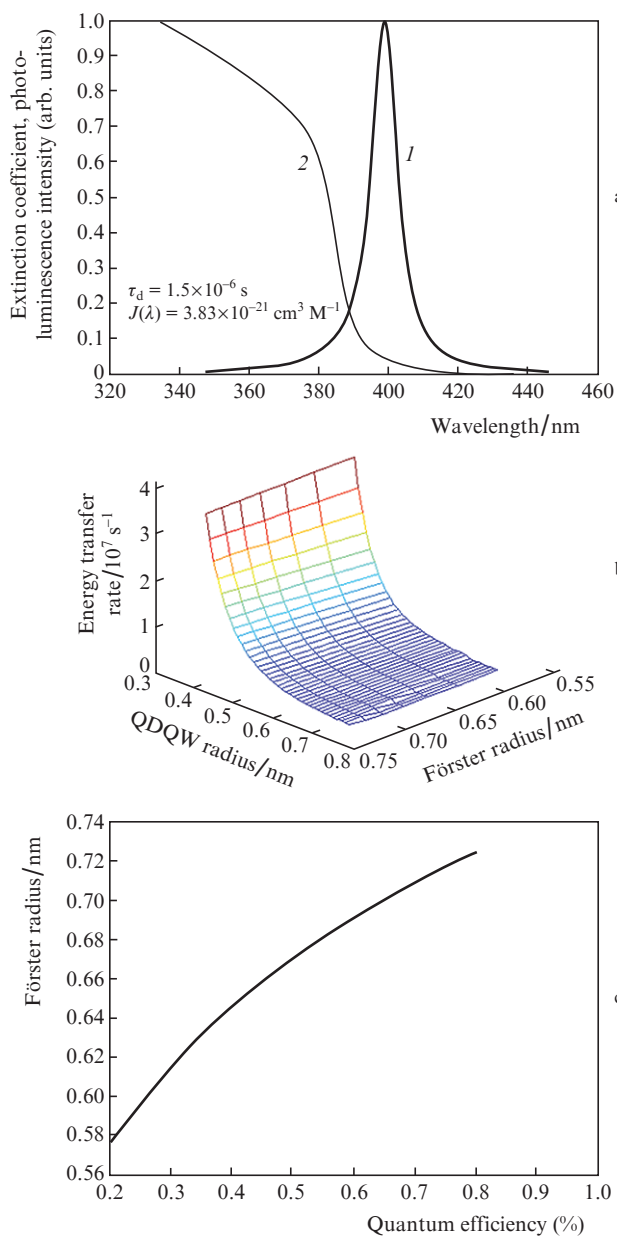 Extinction coefficient, photo-
luminescence intensity (arb. units)
1.0
0.9
0.8
0.7
0.6
0.5
0.4
0.3
0.2
0.1
0
2
1
a
τd = 1.5×10–6 s
J(λ) = 3.83×10–21 cm3 M–1
320 340 360 380 400 420 440 460
Wavelength/nm
Energy transfer
rate/107 s–1
4
3
2
1
0
b
0.3
0.4
0.5
0.6
0.7
0.8
QDQW radius/nm
0.75
0.70
0.65
0.60
0.55
Förster radius/nm
Förster radius/nm
0.74
0.72
0.70
0.68
0.66
0.64
0.62
0.60
0.58
0.56
0.2 0.3 0.4 0.5 0.6 0.7 0.8 0.9 1.0
Quantum efficiency (%)